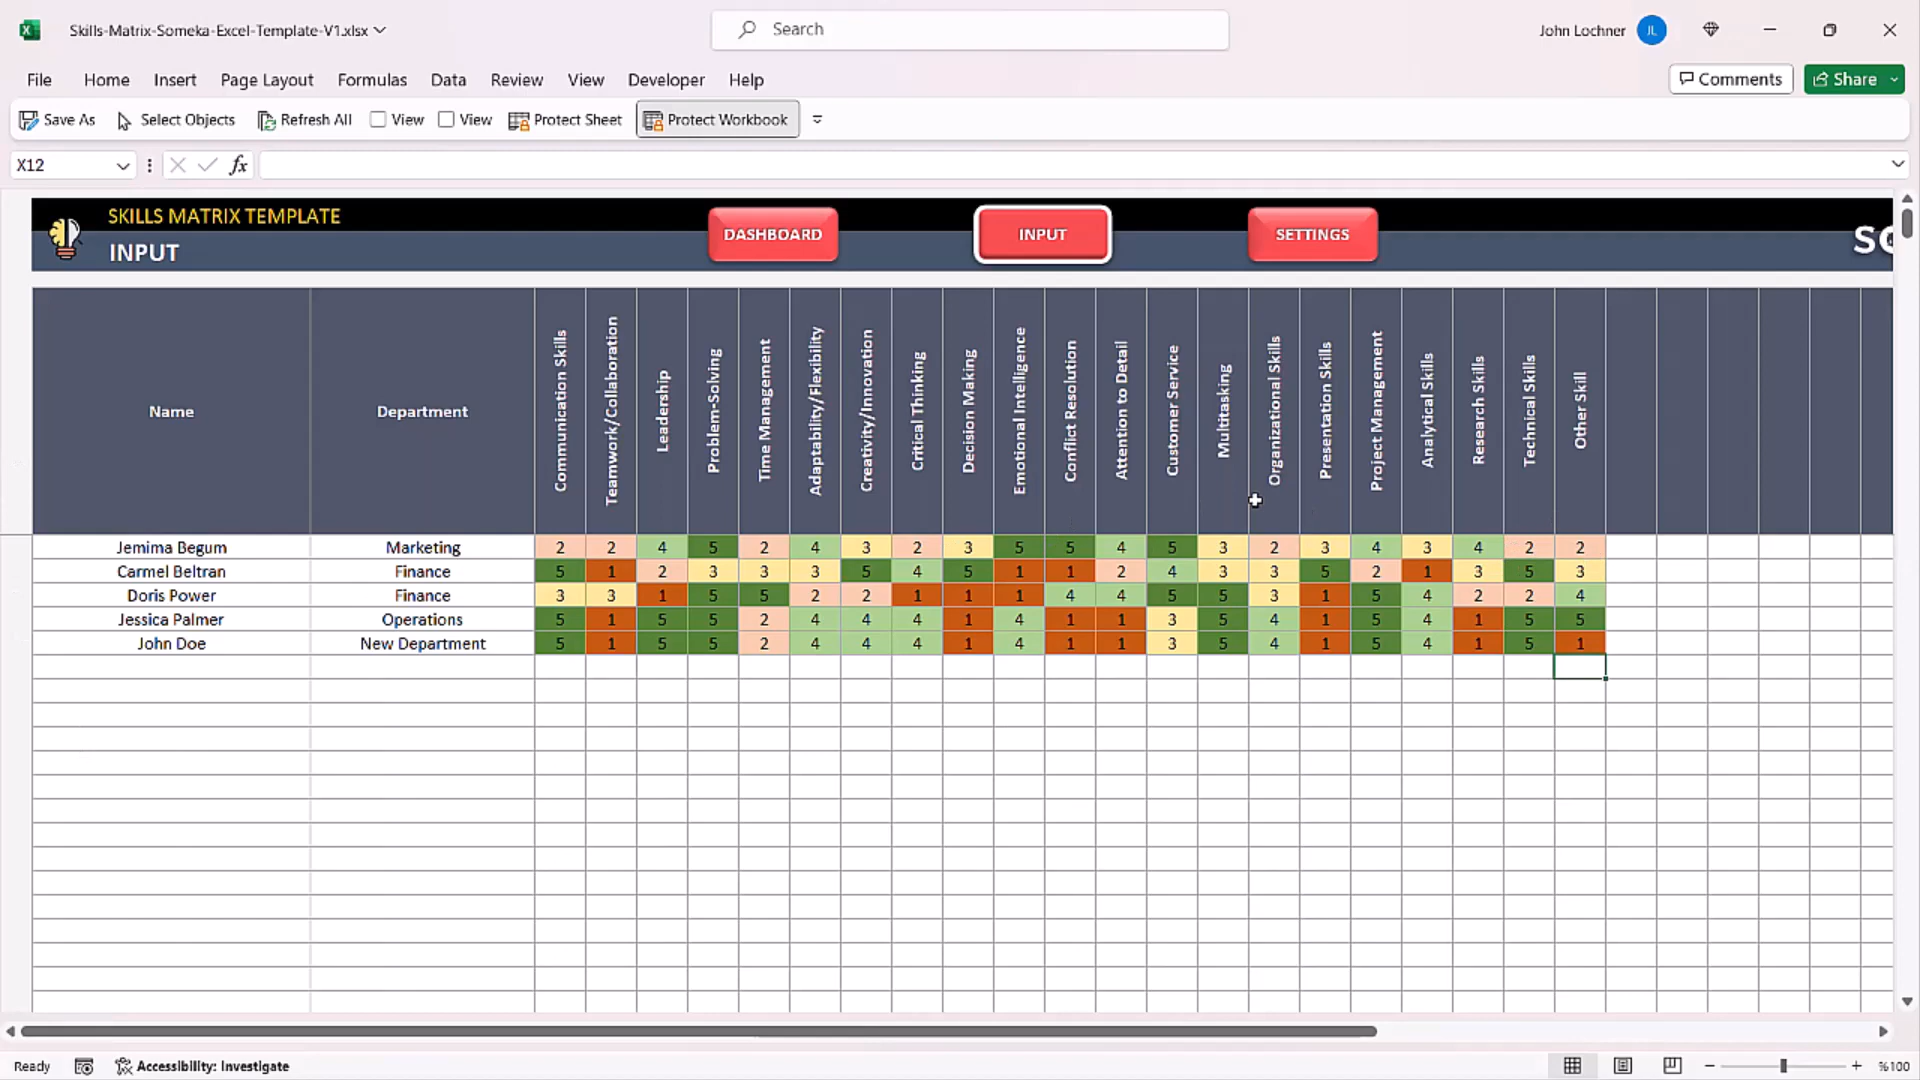 Skills-Matrix-Someka-Excel-Template-V1.xlsx
Search
John Lochner JL
File Home Insert Page Layout Formulas Data Review View Developer Help
Comments Share
Save As Select Objects Refresh All View View Protect Sheet Protect Workbook
X12 fx
SKILLS MATRIX TEMPLATE
INPUT
DASHBOARD INPUT SETTINGS
Name Department Communication Skills Teamwork/Collaboration Leadership Problem-Solving Time Management Adaptability/Flexibility Creativity/Innovation Critical Thinking Decision Making Emotional Intelligence Conflict Resolution Attention to Detail Customer Service Multitasking Organizational Skills Presentation Skills Project Management Analytical Skills Research Skills Technical Skills Other Skill
Jemima Begum Marketing 2 2 4 5 2 4 3 2 3 5 5 4 5 3 2 3 4 3 4 2 2
Carmel Beltran Finance 5 1 2 3 3 3 5 4 5 1 1 2 4 3 3 5 2 1 3 5 3
Doris Power Finance 3 3 1 5 5 2 2 1 1 1 4 4 5 5 3 1 5 4 2 2 4
Jessica Palmer Operations 5 1 5 5 2 4 4 4 1 4 1 1 3 5 4 1 5 4 1 5 5
John Doe New Department 5 1 5 5 2 4 4 4 1 4 1 1 3 5 4 1 5 4 1 5 1
Ready Accessibility: Investigate %100